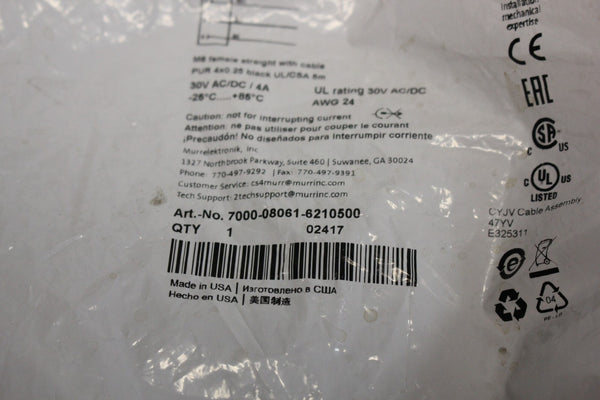 Installation
mechanical
expertise
M8 female straight with cable
PUR 4x0.25 black UL/CSA 5m
30V AC/DC / 4A
-25°C.....+85°C
UL rating 30V AC/DC
AWG 24
Caution: not for interrupting current
Attention: ne pas utiliser pour couper le courant
¡Precaución! No diseñados para interrumpir corriente
Murrelektronik, Inc
1327 Northbrook Parkway, Suite 460 | Suwanee, GA 30024
Phone: 770-497-9292 | Fax: 770-497-9391
Customer Service: cs4murr@murrinc.com
Tech Support: 2techsupport@murrinc.com
Art.-No. 7000-08061-6210500
QTY 1 02417
Made in USA | Изготовлено в США
Hecho en USA | 美国制造
CE
EAC
SA
C US
C UL US
LISTED
CYJV Cable Assembly
47YV
E325311
e
04